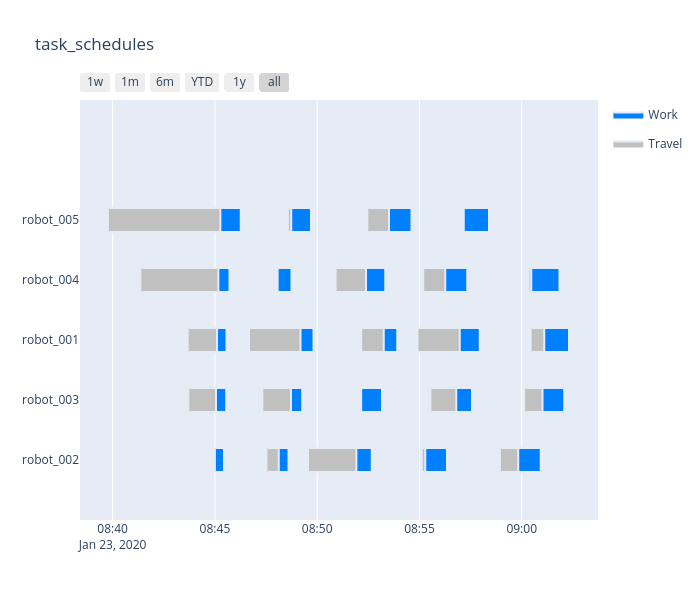 task_schedules
1w 1m 6m YTD 1y all
Work
Travel
robot_005
robot_004
robot_001
robot_003
robot_002
08:40 08:45 08:50 08:55 09:00
Jan 23, 2020